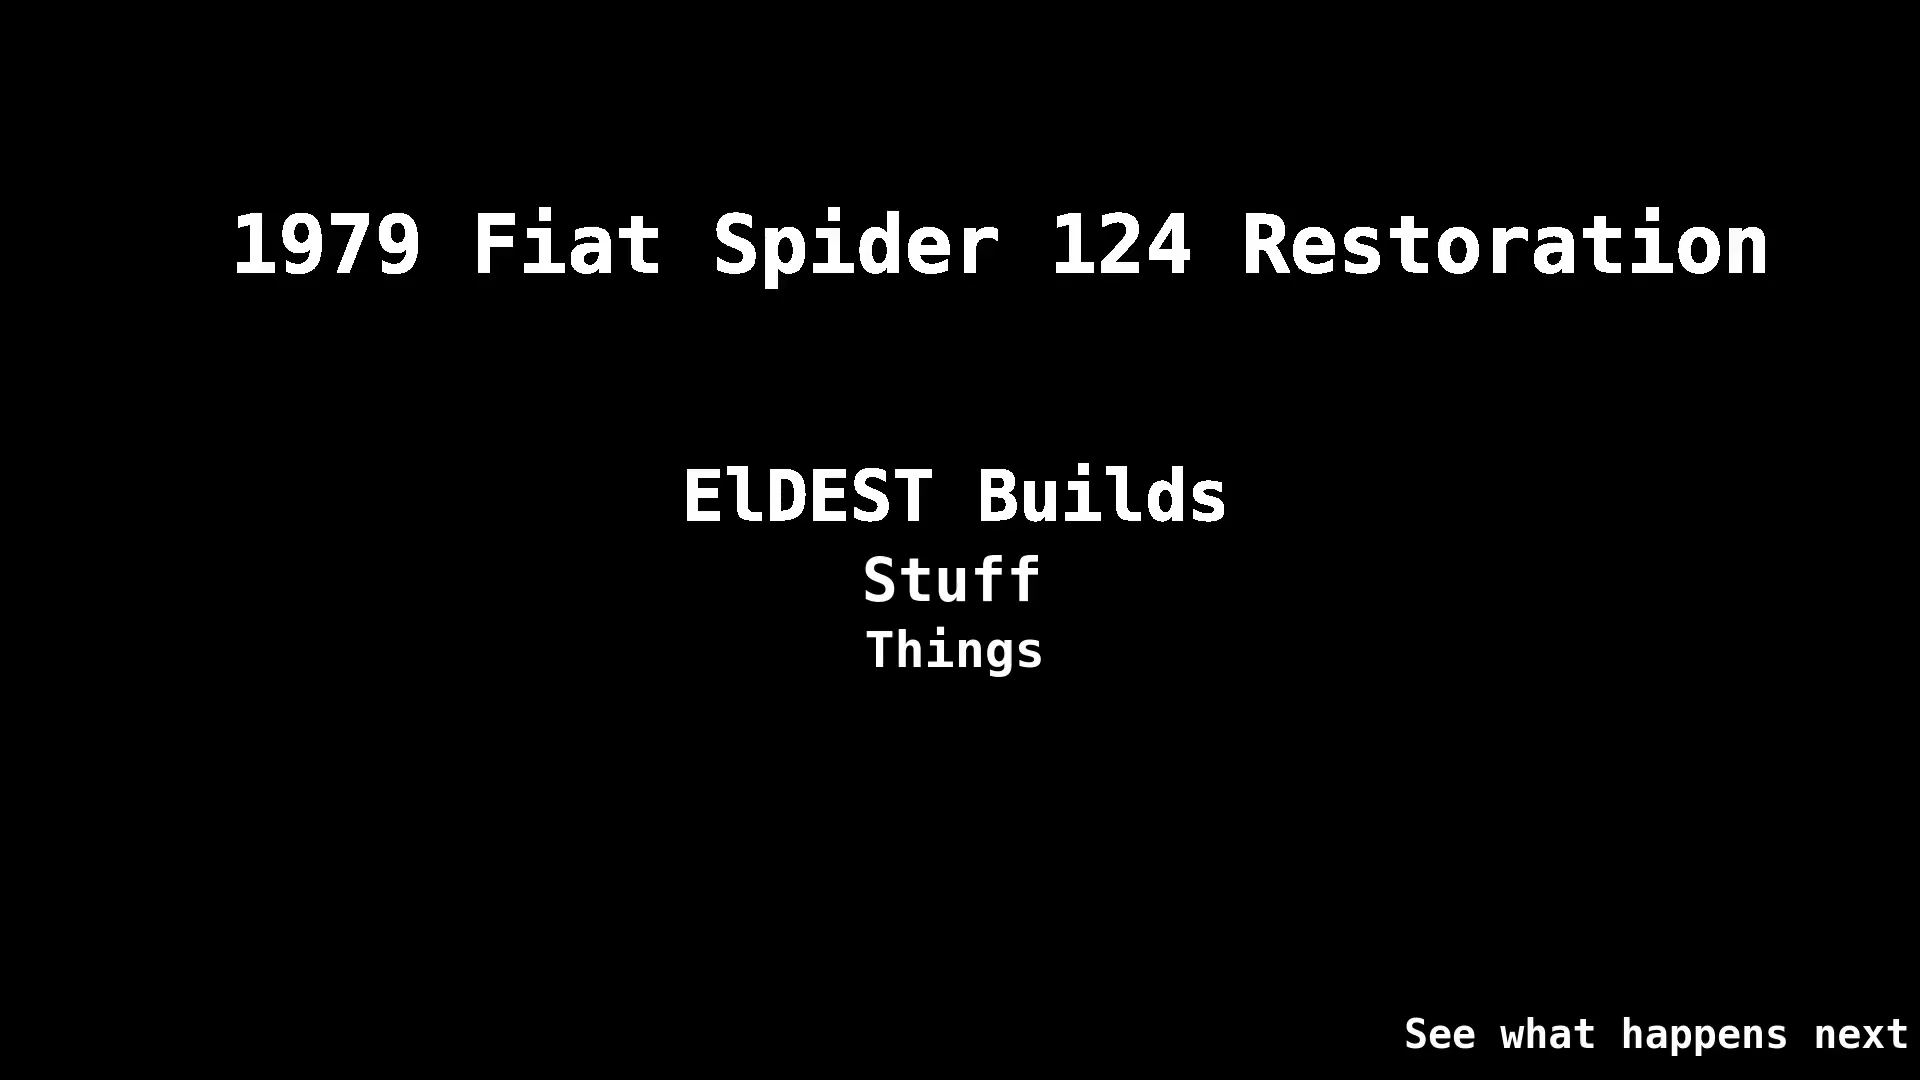 1979 Fiat Spider 124 Restoration
ElDEST Builds
Stuff
Things
See what happens next